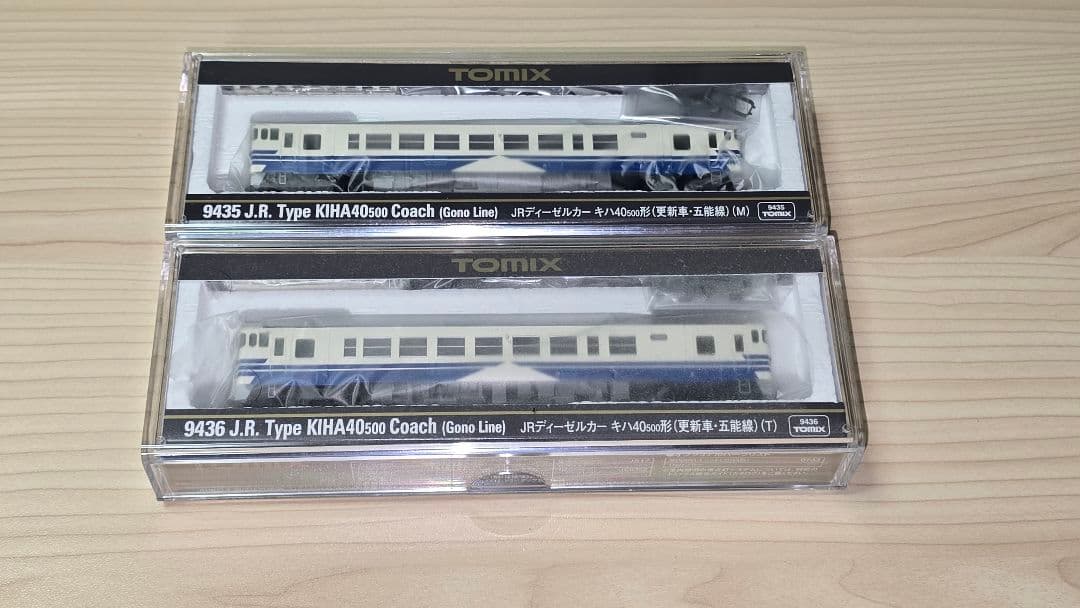 TOMIX
9435 J.R. Type KIHA40500 Coach (Gono Line) JRディーゼルカー キハ40500形(更新車・五能線)(M) 9435 TOMIX
TOMIX
9436 J.R. Type KIHA40500 Coach (Gono Line) JRディーゼルカー キハ40500形(更新車・五能線)(T) 9436 TOMIX